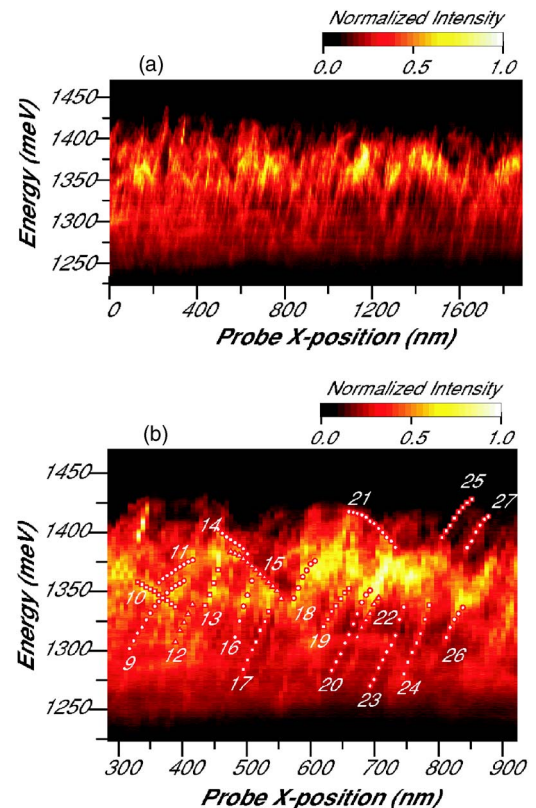 Normalized Intensity
(a)
0.0 0.5 1.0
Energy (meV)
1450
1400
1350
1300
1250
0 400 800 1200 1600
Probe X-position (nm)
Normalized Intensity
(b)
0.0 0.5 1.0
Energy (meV)
1450
1400
1350
1300
1250
25
21
27
14
11
15
10
18
13
22
19
9
12
16
26
17
20
23
24
300 400 500 600 700 800 900
Probe X-position (nm)